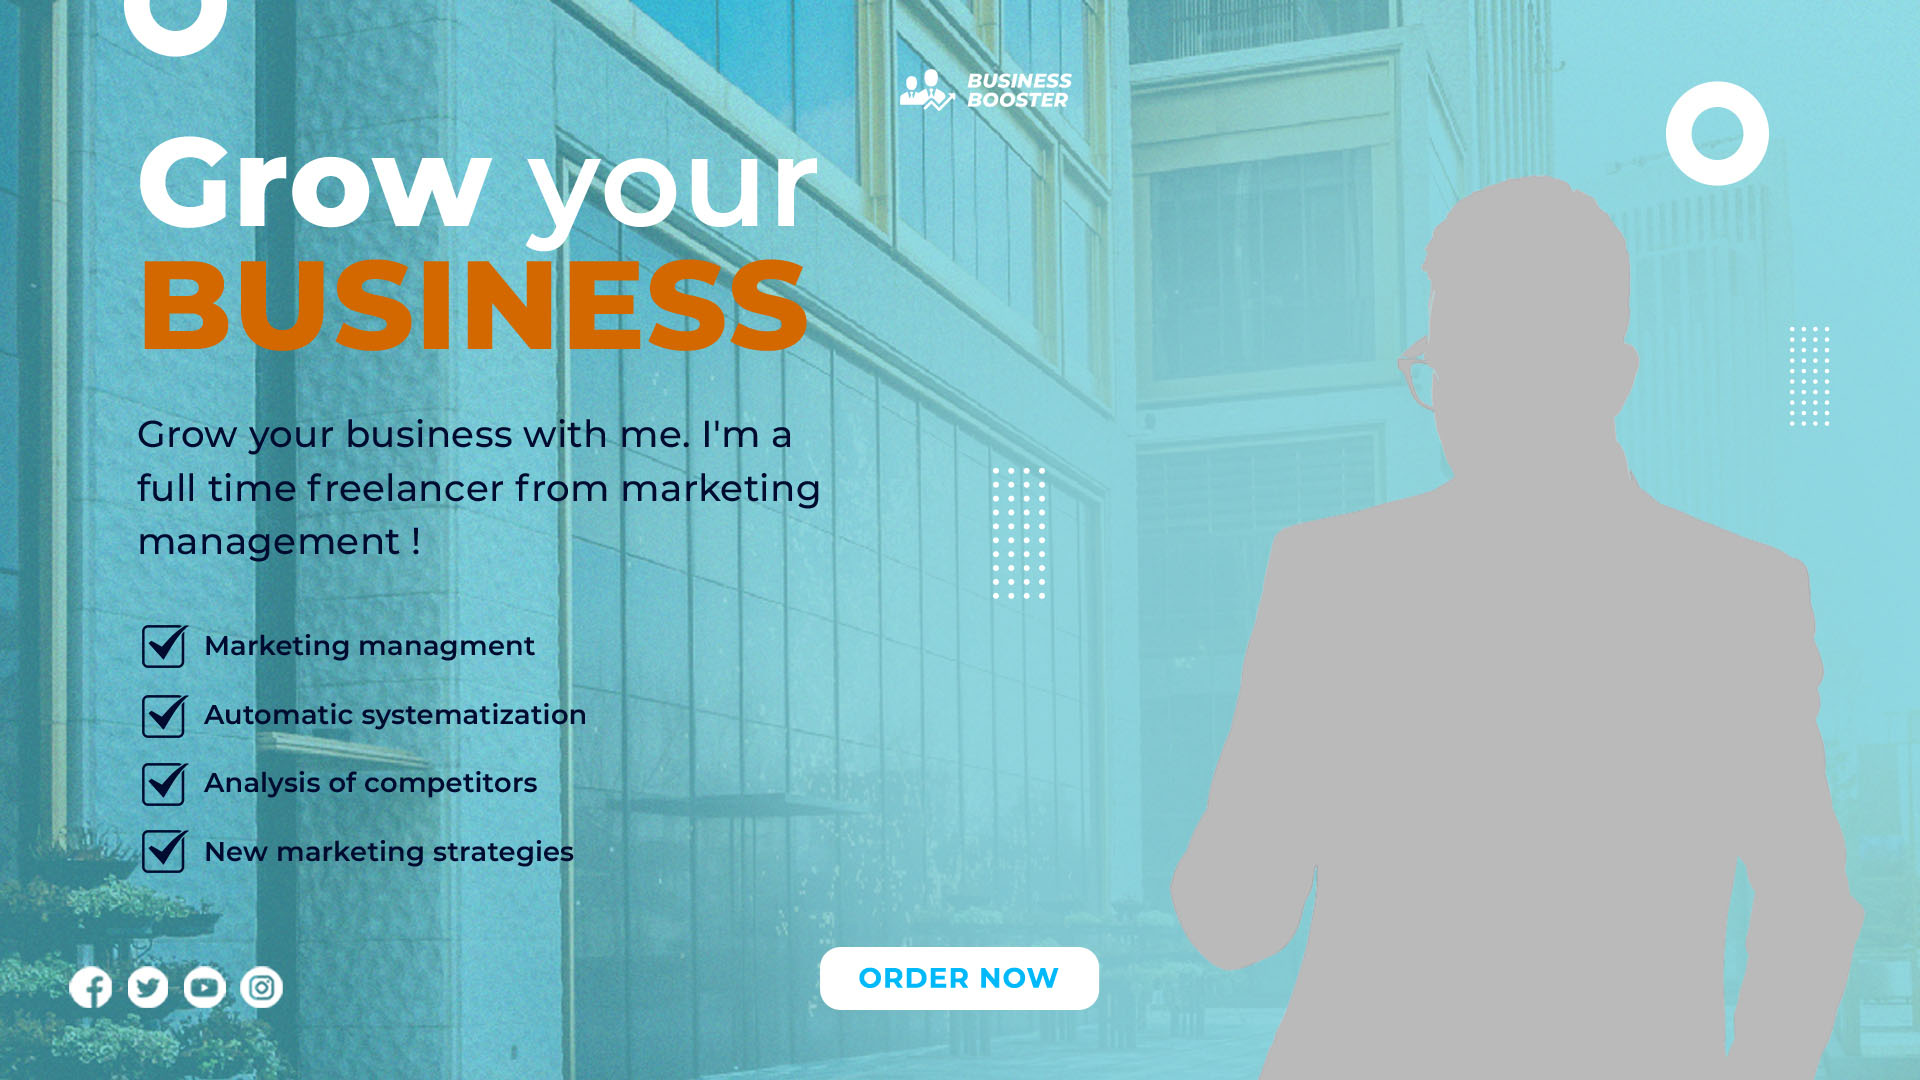 BUSINESS
BOOSTER
Grow your
BUSINESS
Grow your business with me. I'm a
full time freelancer from marketing
management !
Marketing managment
Automatic systematization
Analysis of competitors
New marketing strategies
ORDER NOW